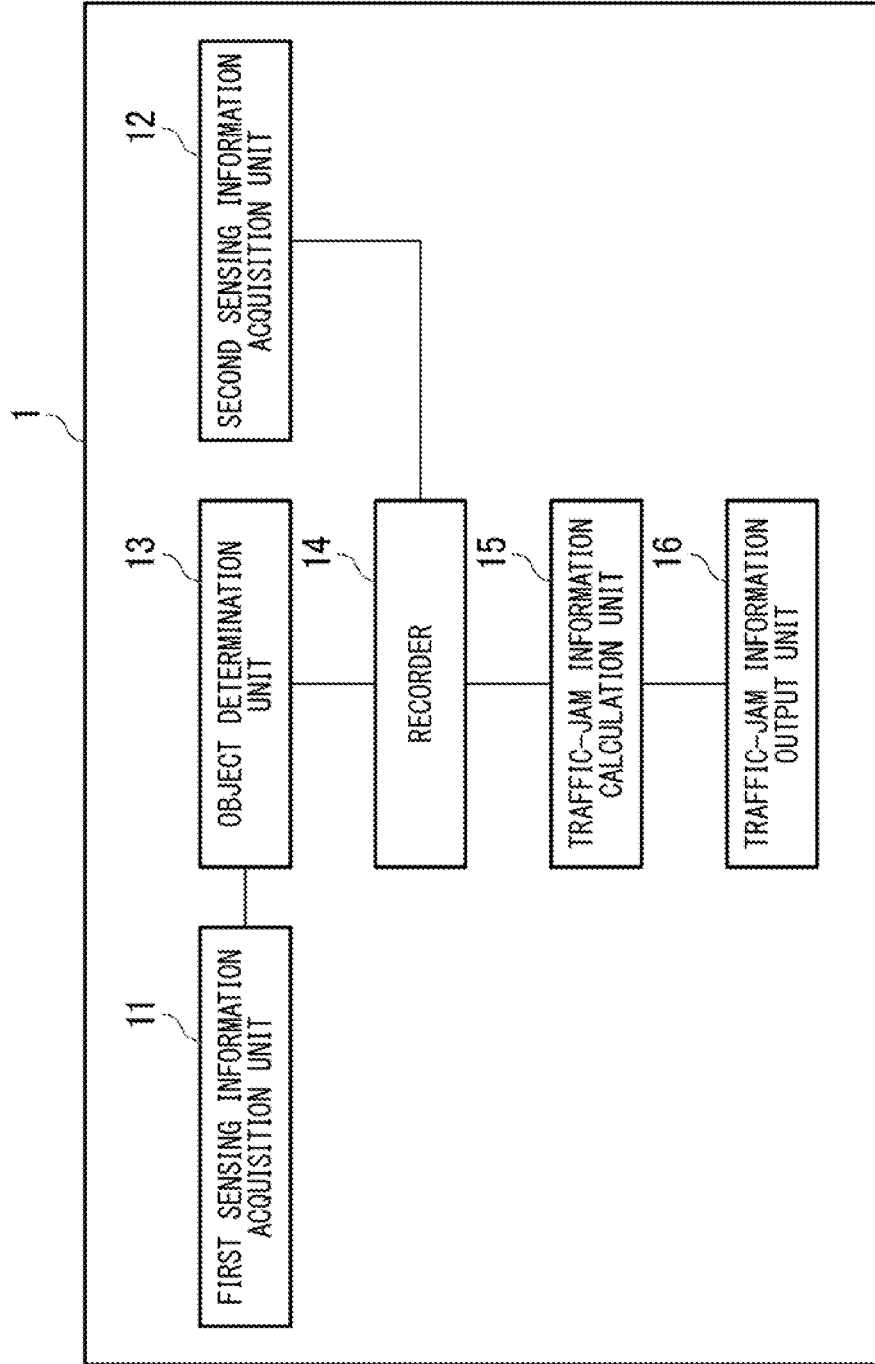 1
11
FIRST SENSING INFORMATION
ACQUISITION UNIT
13
OBJECT DETERMINATION
UNIT
12
SECOND SENSING INFORMATION
ACQUISITION UNIT
14
RECORDER
15
TRAFFIC-JAM INFORMATION
CALCULATION UNIT
16
TRAFFIC-JAM INFORMATION
OUTPUT UNIT